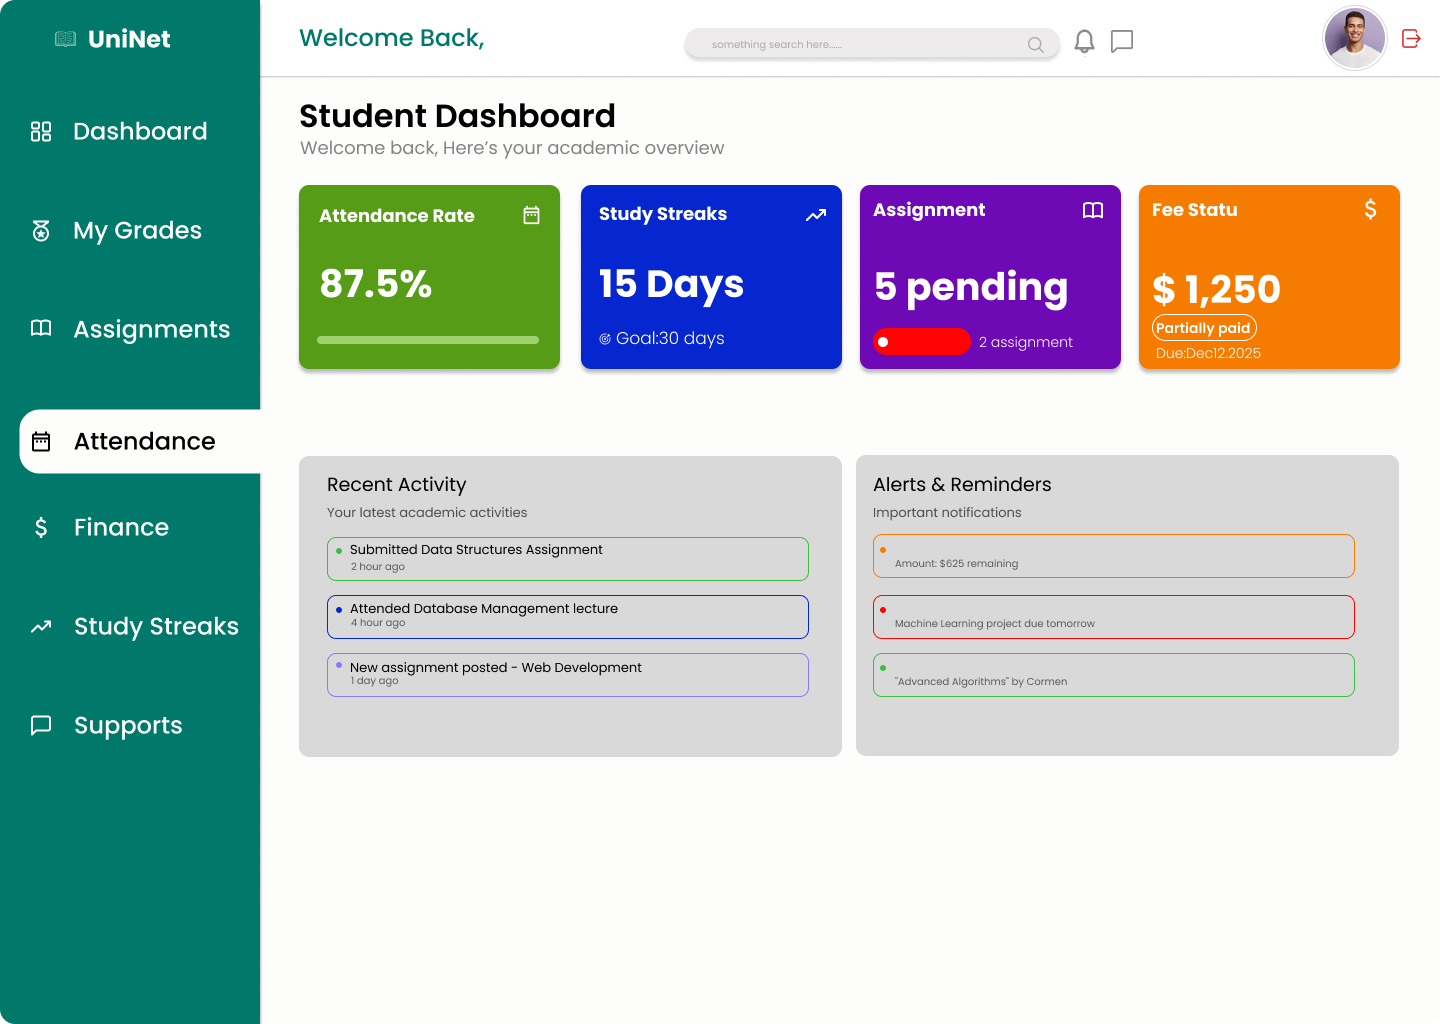 UniNet
Dashboard
My Grades
Assignments
Attendance
Finance
Study Streaks
Supports
Welcome Back,
something search here......
Student Dashboard
Welcome back, Here’s your academic overview
Attendance Rate
87.5%
Study Streaks
15 Days
Goal:30 days
Assignment
5 pending
2 assignment
Fee Statu
$ 1,250
Partially paid
Due:Dec12.2025
Recent Activity
Your latest academic activities
Submitted Data Structures Assignment
2 hour ago
Attended Database Management lecture
4 hour ago
New assignment posted - Web Development
1 day ago
Alerts & Reminders
Important notifications
Amount: $625 remaining
Machine Learning project due tomorrow
"Advanced Algorithms" by Cormen